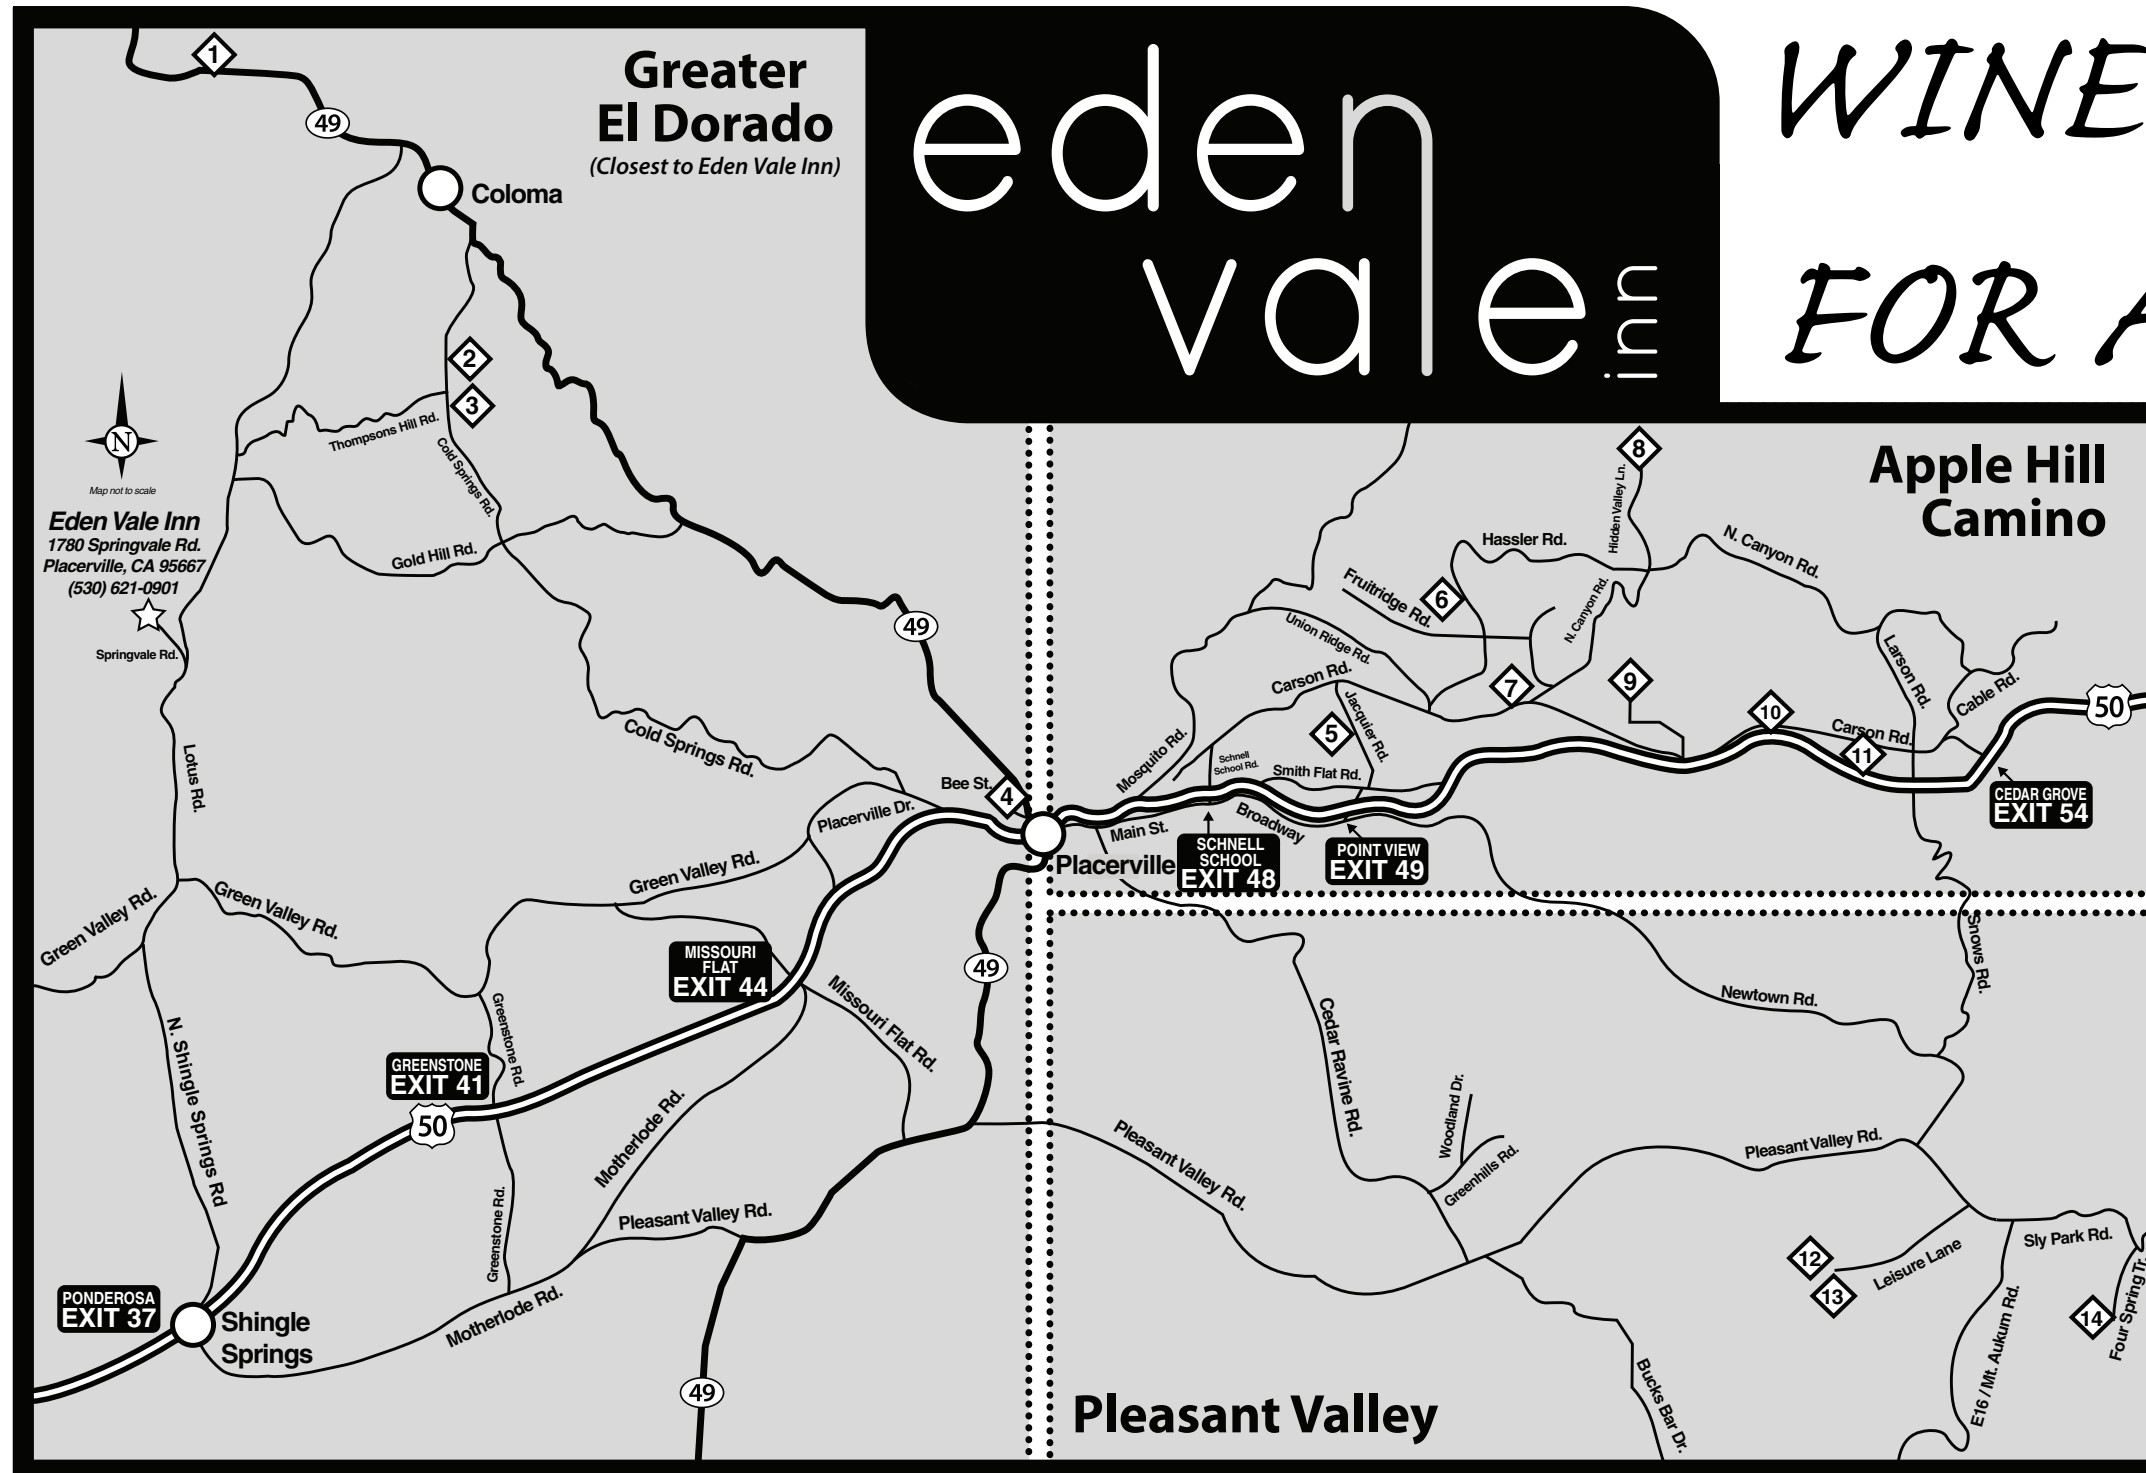 1
49
Coloma
Greater
El Dorado
(Closest to Eden Vale Inn)
eden
vale
inn
WINE
FOR A
2
3
Thompsons Hill Rd.
Cold Springs Rd.
N
Map not to scale
Eden Vale Inn
1780 Springvale Rd.
Placerville, CA 95667
(530) 621-0901
Springvale Rd.
Gold Hill Rd.
49
Lotus Rd.
Cold Springs Rd.
Bee St.
4
Placerville Dr.
Placerville
Green Valley Rd.
Green Valley Rd.
Green Valley Rd.
MISSOURI
FLAT
EXIT 44
Missouri Flat Rd.
49
N. Shingle Springs Rd
Greenstone Rd.
GREENSTONE
EXIT 41
50
Motherlode Rd.
Greenstone Rd.
Pleasant Valley Rd.
PONDEROSA
EXIT 37
Shingle
Springs
Motherlode Rd.
49
Apple Hill
Camino
8
Hidden Valley Ln.
Hassler Rd.
N. Canyon Rd.
Fruitridge Rd.
6
N. Canyon Rd.
Union Ridge Rd.
Larson Rd.
Carson Rd.
7
9
Cable Rd.
50
Jacquier Rd.
5
10
Carson Rd.
11
Mosquito Rd.
Schnell
School Rd.
Smith Flat Rd.
CEDAR GROVE
EXIT 54
Main St.
Broadway
SCHNELL
SCHOOL
EXIT 48
POINT VIEW
EXIT 49
Snows Rd.
Newtown Rd.
Cedar Ravine Rd.
Woodland Dr.
Greenhills Rd.
Pleasant Valley Rd.
Pleasant Valley Rd.
12
13
Leisure Lane
Sly Park Rd.
14
Four Spring Tr.
E16 / Mt. Aukum Rd.
Bucks Bar Dr.
Pleasant Valley